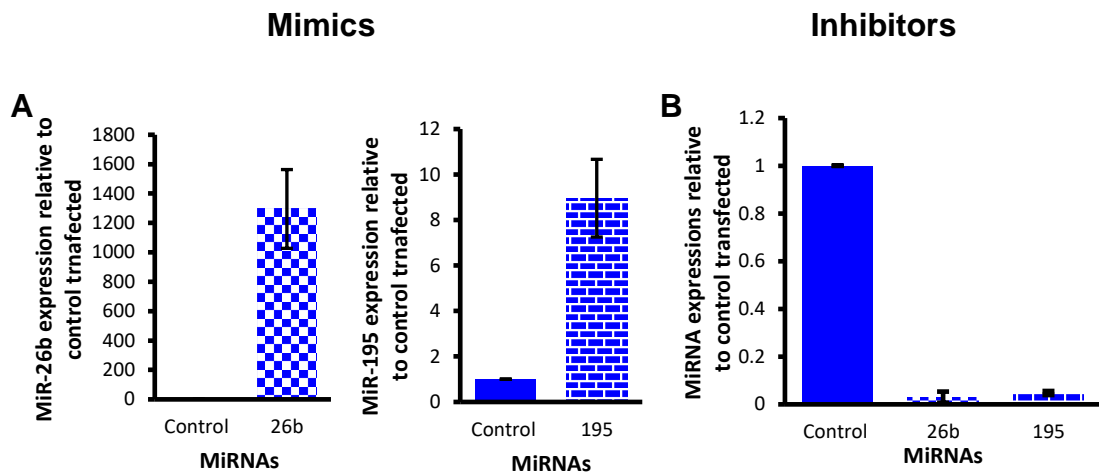 Mimics
Inhibitors
A
MiR-26b expression relative to
control trnafected
1800
1600
1400
1200
1000
800
600
400
200
0
Control 26b
MiRNAs
MiR-195 expression relative
to control trnafected
12
10
8
6
4
2
0
Control 195
MiRNAs
B
MiRNA expressions relative
to control transfected
1.2
1
0.8
0.6
0.4
0.2
0
Control 26b 195
MiRNAs